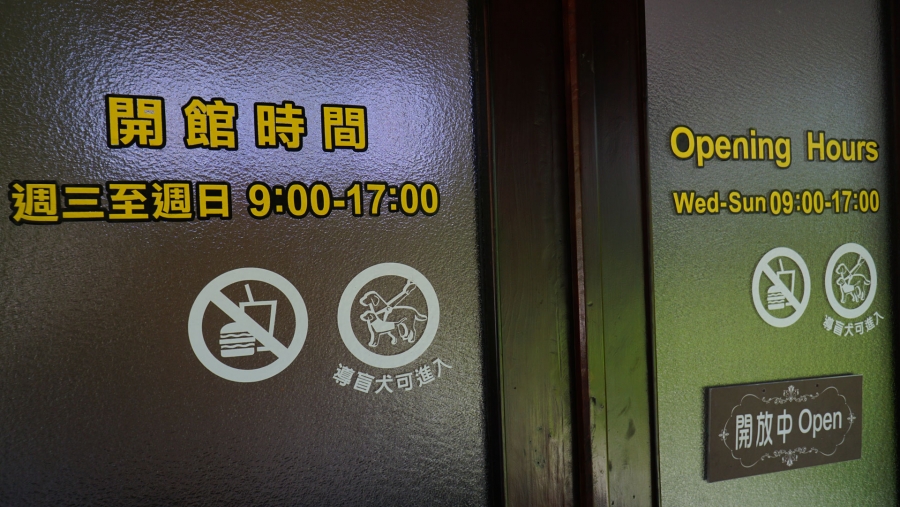 開館時間
週三至週日 9:00-17:00
導盲犬可進入
Opening Hours
Wed-Sun 09:00-17:00
導盲犬可進入
開放中 Open